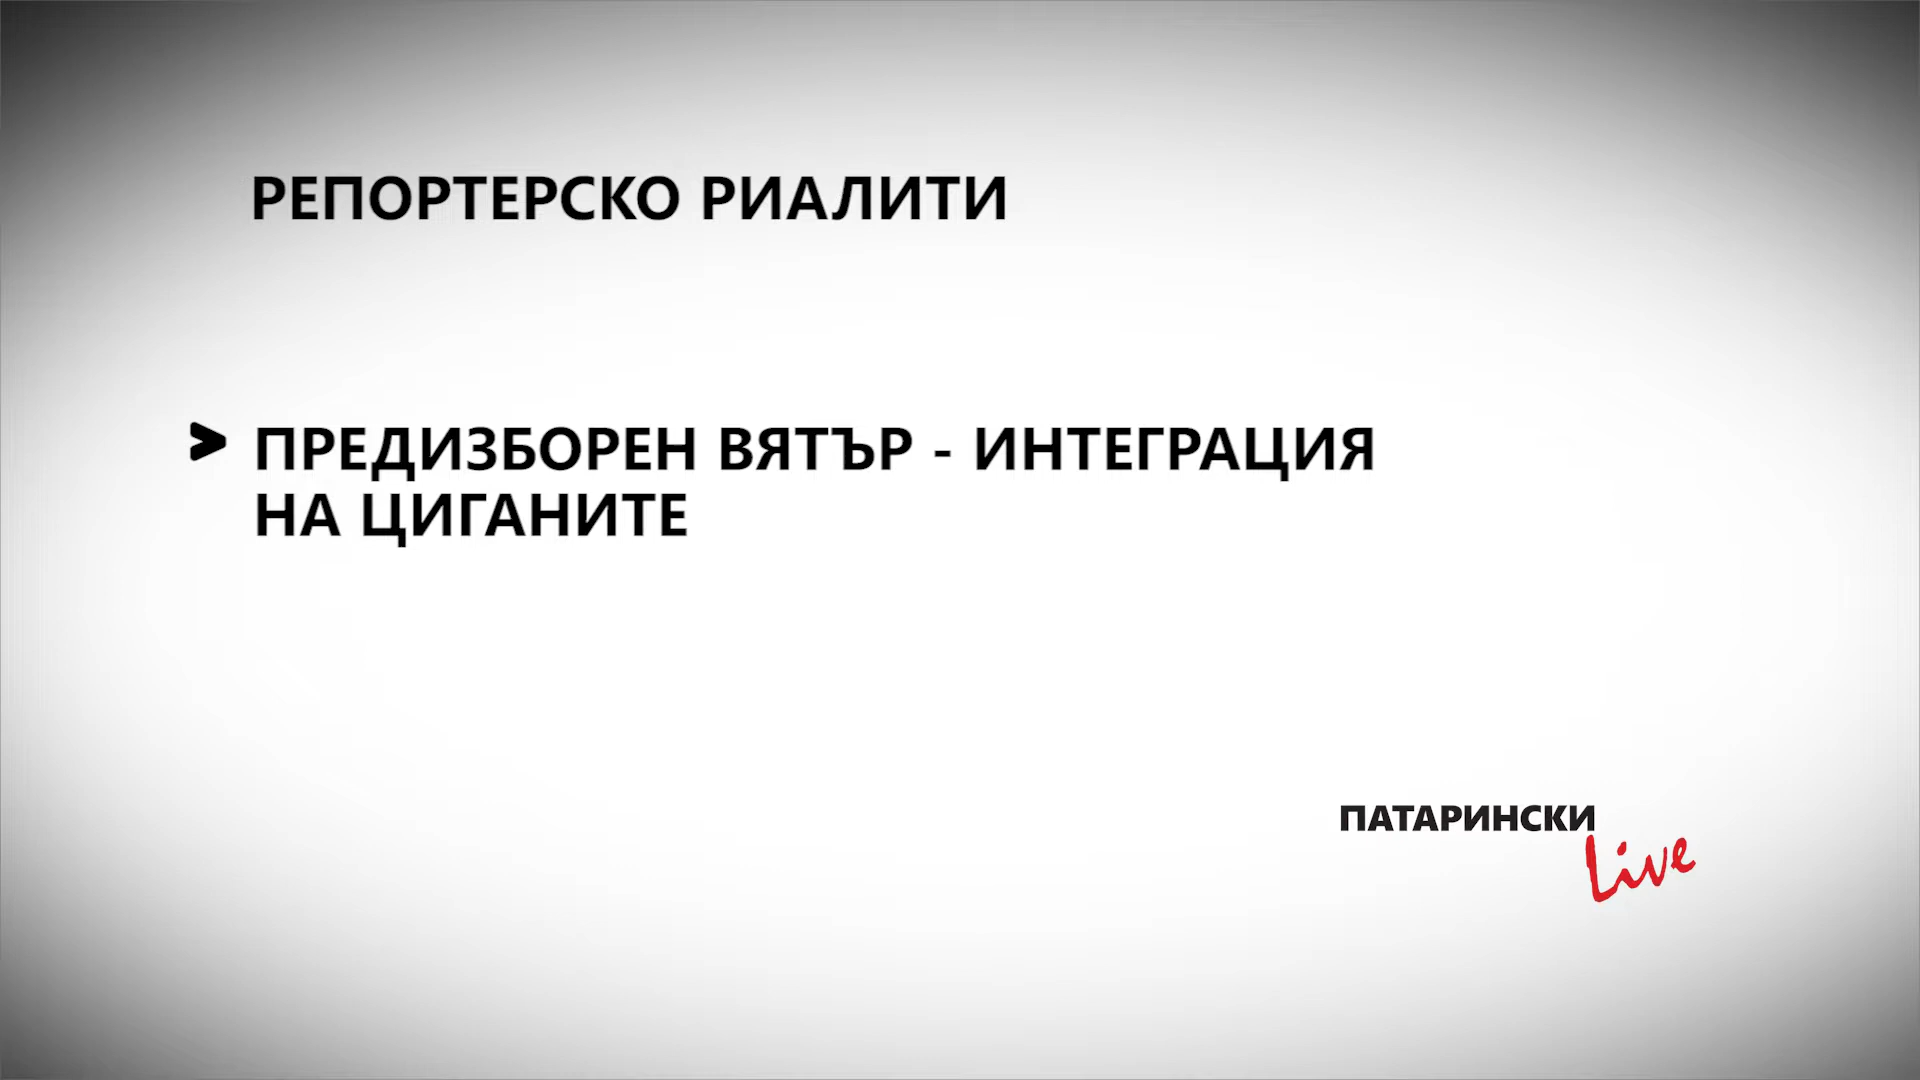 РЕПОРТЕРСКО РИАЛИТИ
> ПРЕДИЗБОРЕН ВЯТЪР - ИНТЕГРАЦИЯ
НА ЦИГАНИТЕ
ПАТАРИНСКИ
Live